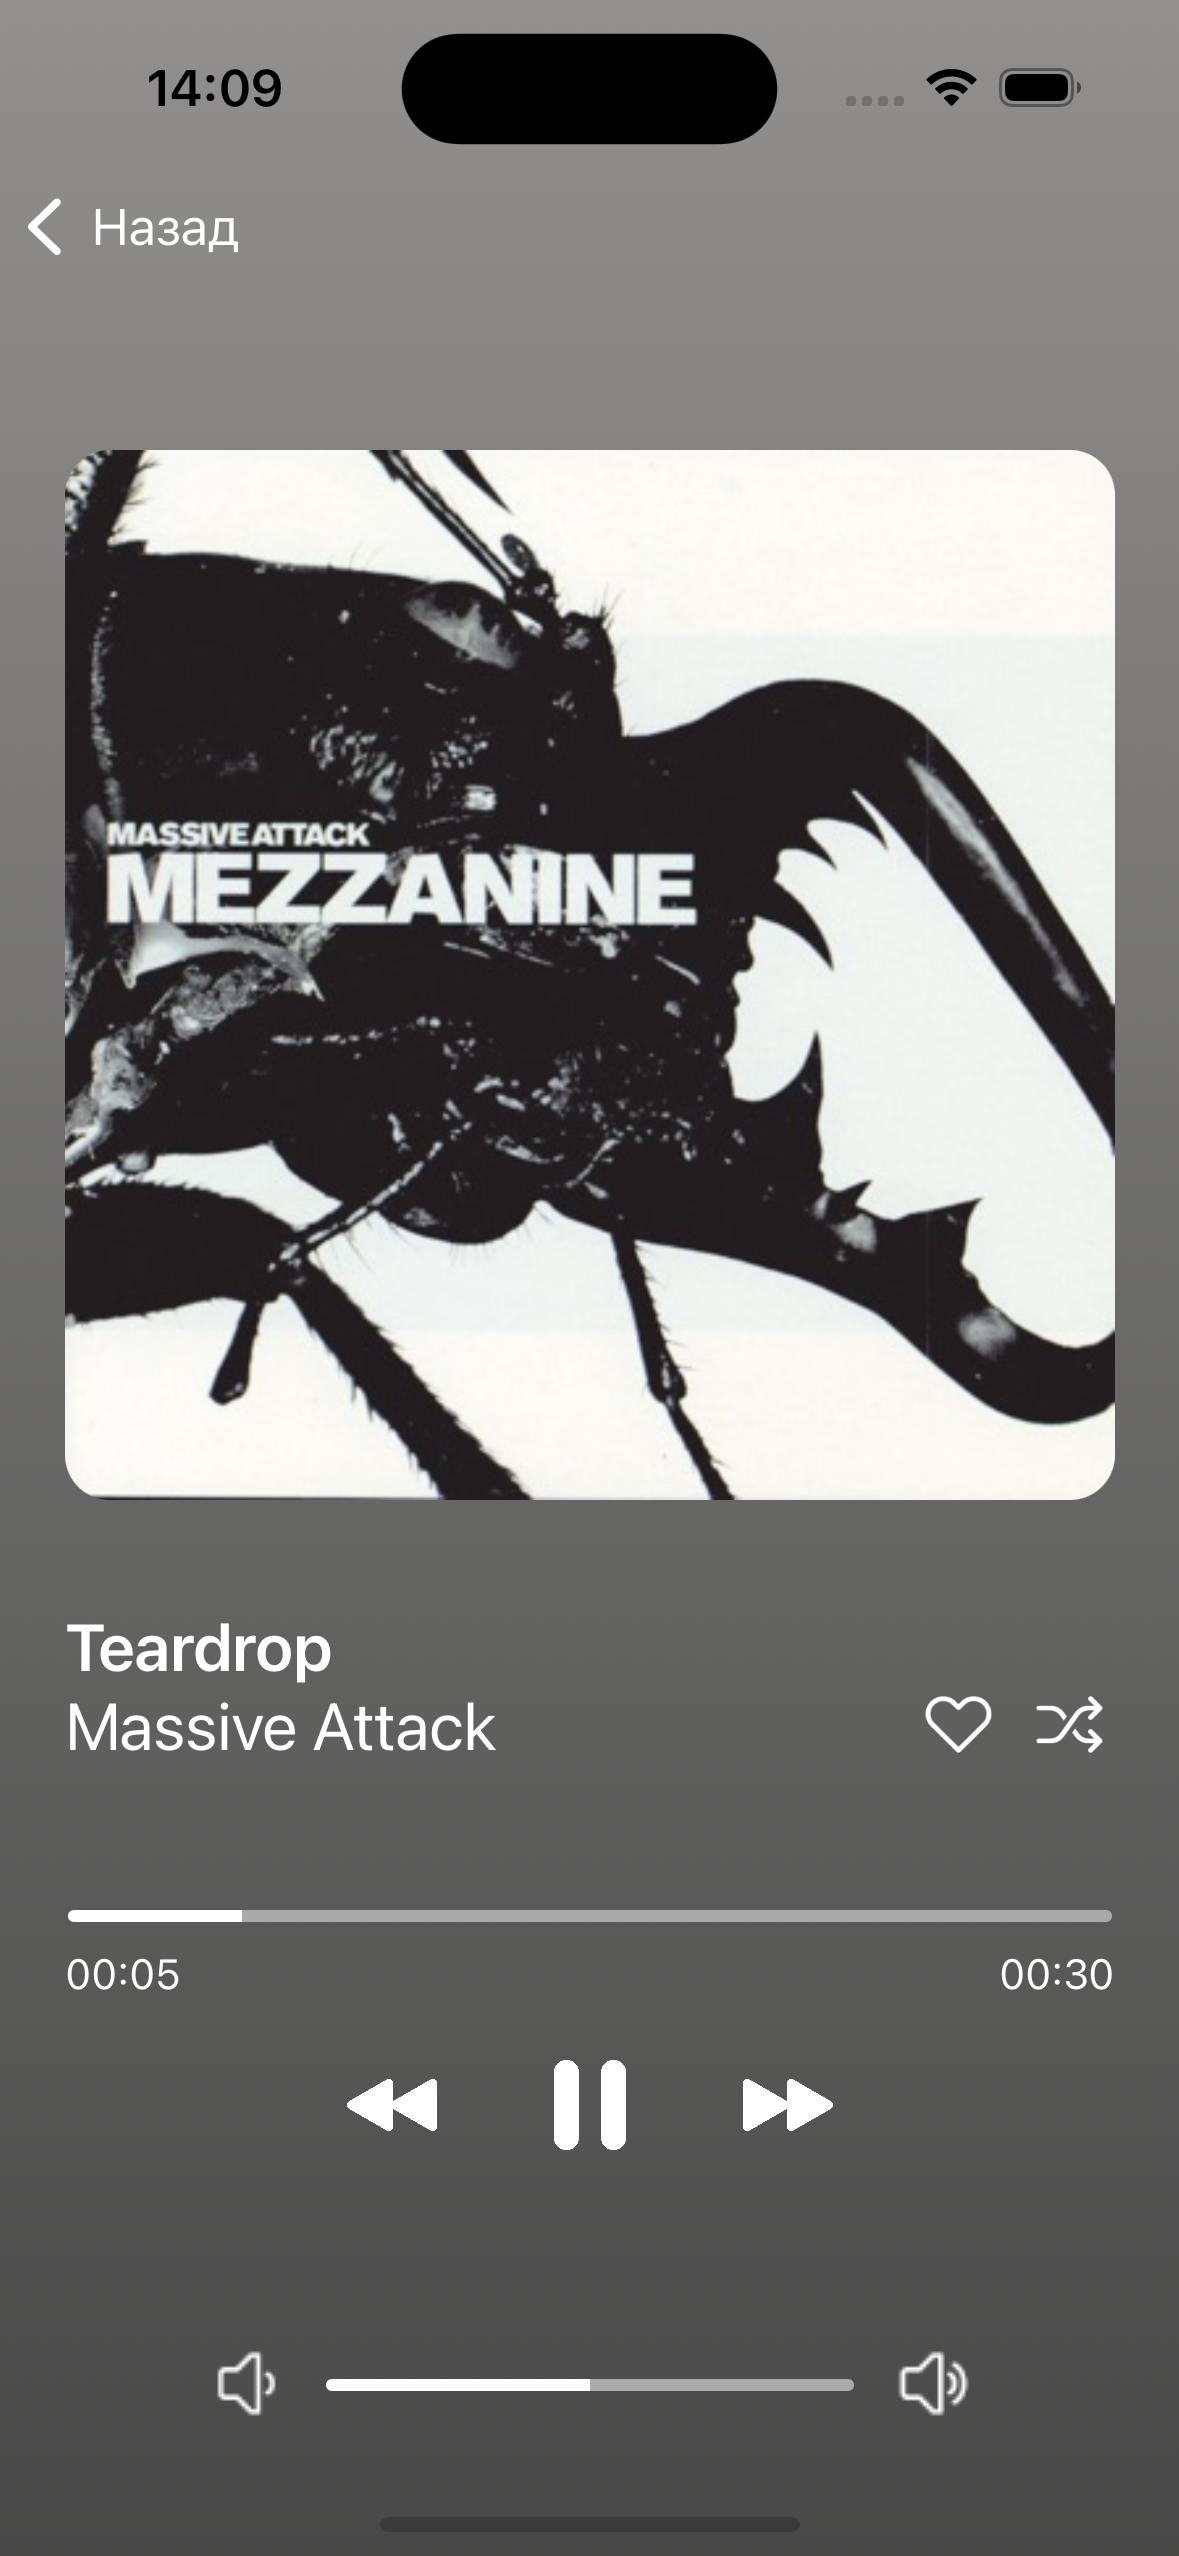 14:09
Назад
MASSIVE ATTACK
MEZZANINE
Teardrop
Massive Attack
00:05
00:30